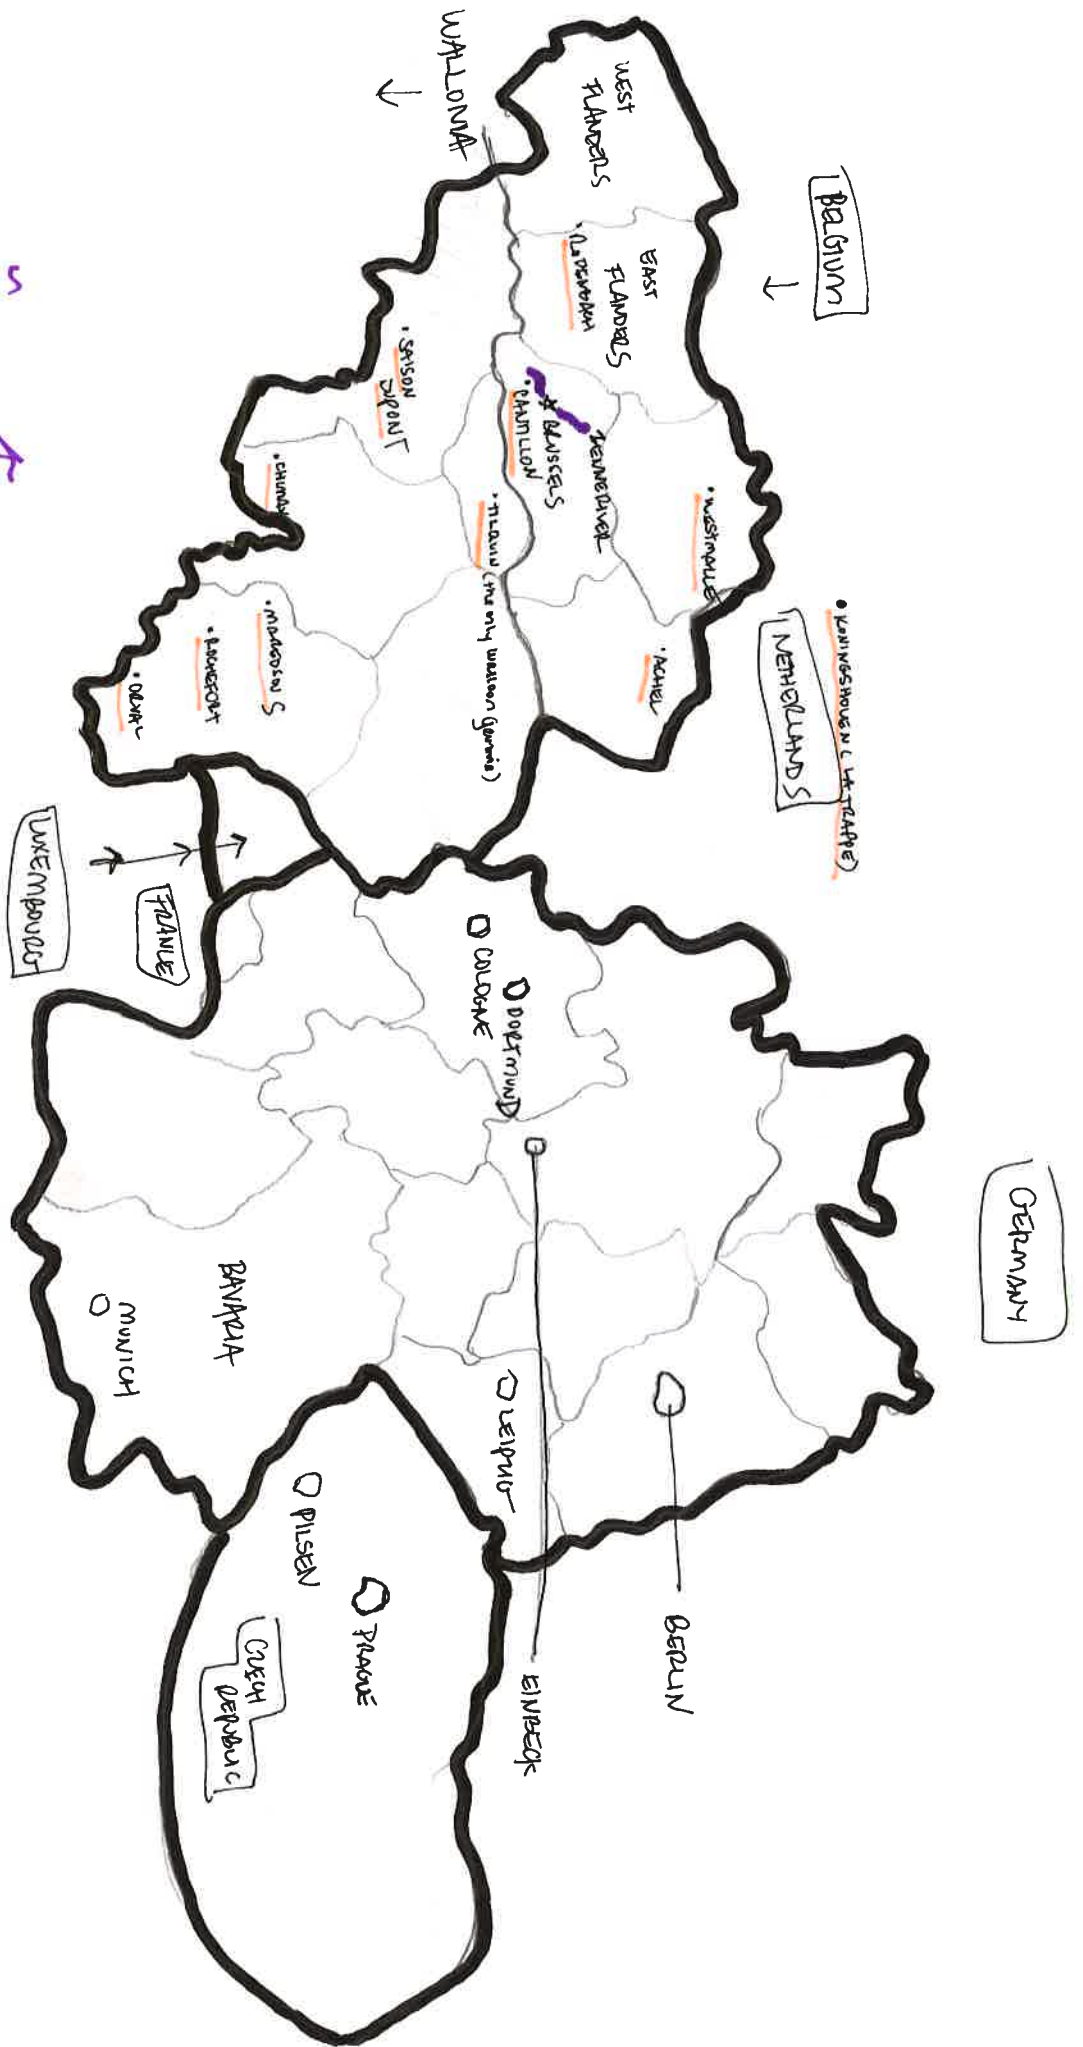 GERMANY
BELGIUM
• KONINGSHOEVEN (LA TRAPPE)
NETHERLANDS
WEST
FLANDERS
EAST
FLANDERS
• RODENBACH
• WESTMALLE
• ACHEL
ZENNE RIVER
* BRUSSELS
• CANTILLON
• TILQUIN (the only walloon gueuze)
WALLONIA
• SAISON
DUPONT
• CHIMAY
• ROCHEFORT
• ORVAL
LUXEMBOURG
FRANCE
BERLIN
EINBECK
DORTMUND
COLOGNE
LEIPZIG
BAVARIA
MUNICH
PRAGUE
PILSEN
CZECH
REPUBLIC